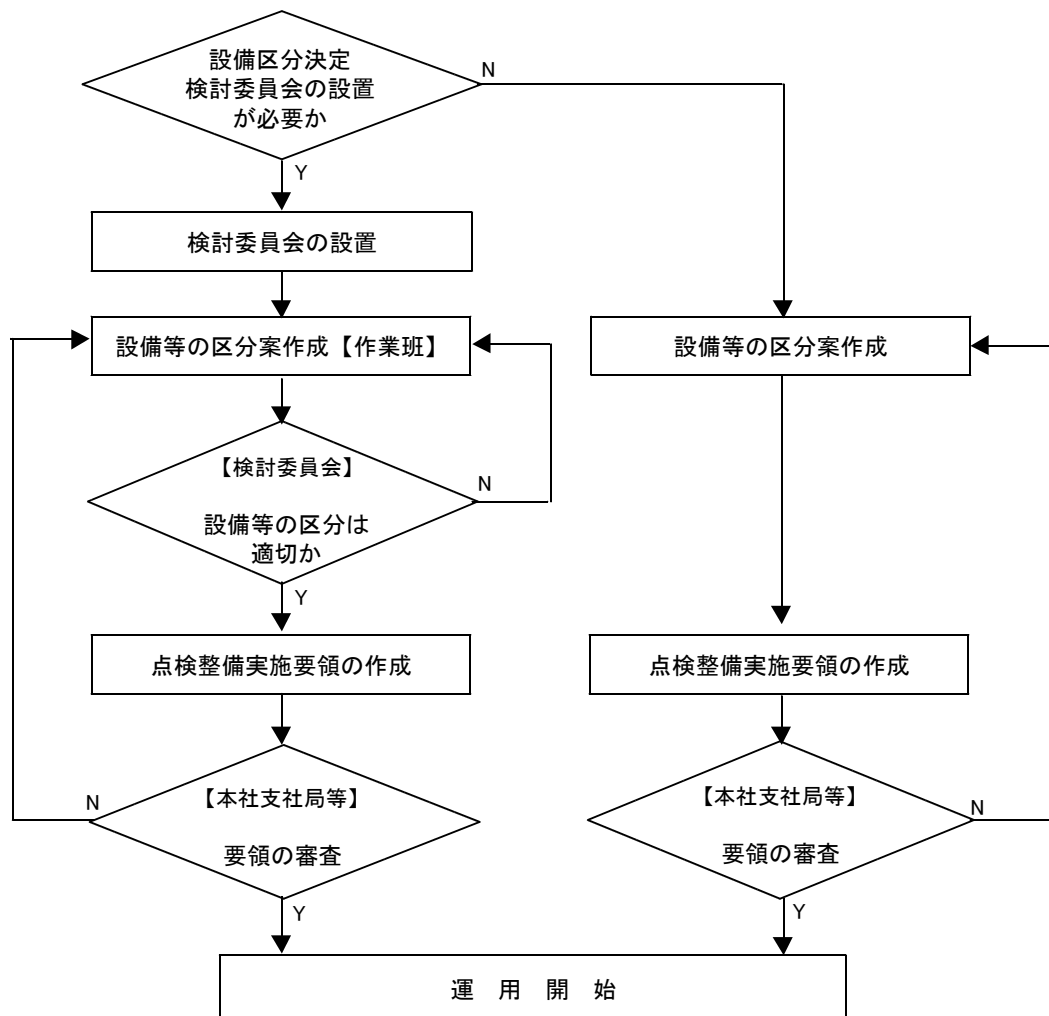 設備区分決定
検討委員会の設置
が必要か
N
Y
検討委員会の設置
設備等の区分案作成【作業班】
設備等の区分案作成
【検討委員会】
N
設備等の区分は
適切か
Y
点検整備実施要領の作成
点検整備実施要領の作成
【本社支社局等】
N
要領の審査
【本社支社局等】
N
要領の審査
Y
Y
運 用 開 始